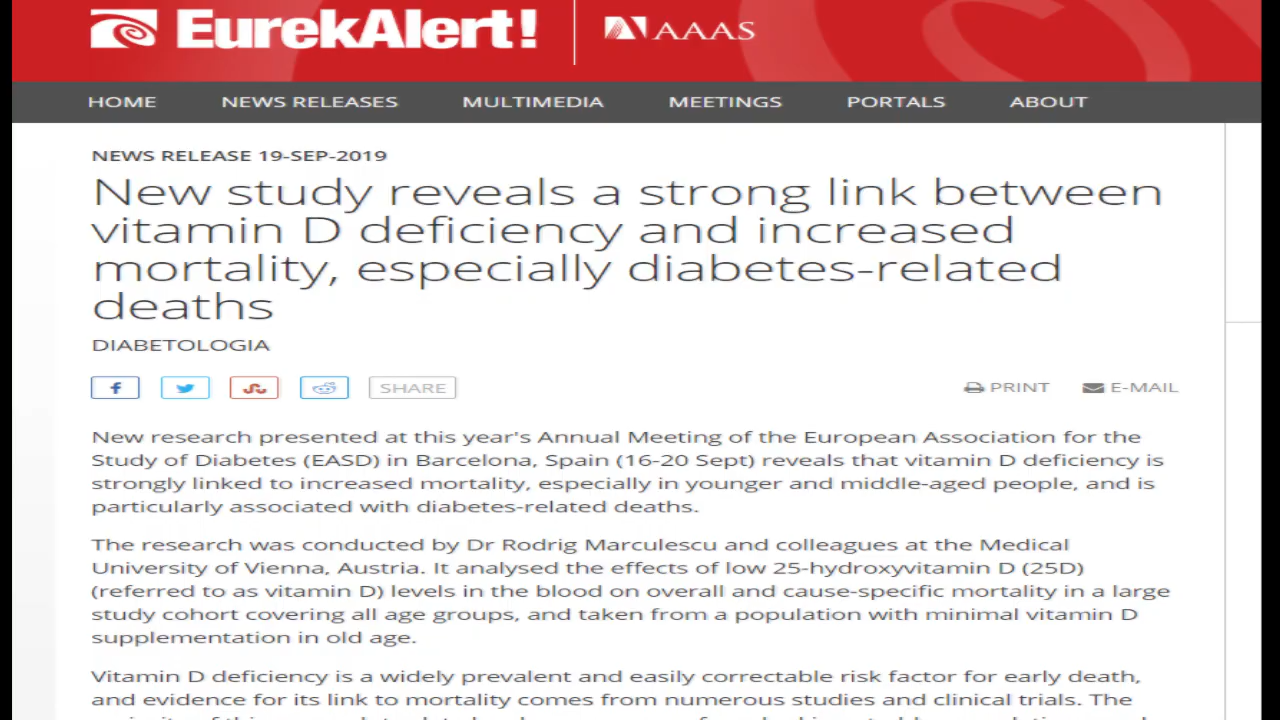 EurekAlert! AAAS
HOME NEWS RELEASES MULTIMEDIA MEETINGS PORTALS ABOUT
NEWS RELEASE 19-SEP-2019
New study reveals a strong link between
vitamin D deficiency and increased
mortality, especially diabetes-related
deaths
DIABETOLOGIA
SHARE PRINT E-MAIL
New research presented at this year's Annual Meeting of the European Association for the
Study of Diabetes (EASD) in Barcelona, Spain (16-20 Sept) reveals that vitamin D deficiency is
strongly linked to increased mortality, especially in younger and middle-aged people, and is
particularly associated with diabetes-related deaths.
The research was conducted by Dr Rodrig Marculescu and colleagues at the Medical
University of Vienna, Austria. It analysed the effects of low 25-hydroxyvitamin D (25D)
(referred to as vitamin D) levels in the blood on overall and cause-specific mortality in a large
study cohort covering all age groups, and taken from a population with minimal vitamin D
supplementation in old age.
Vitamin D deficiency is a widely prevalent and easily correctable risk factor for early death,
and evidence for its link to mortality comes from numerous studies and clinical trials. The